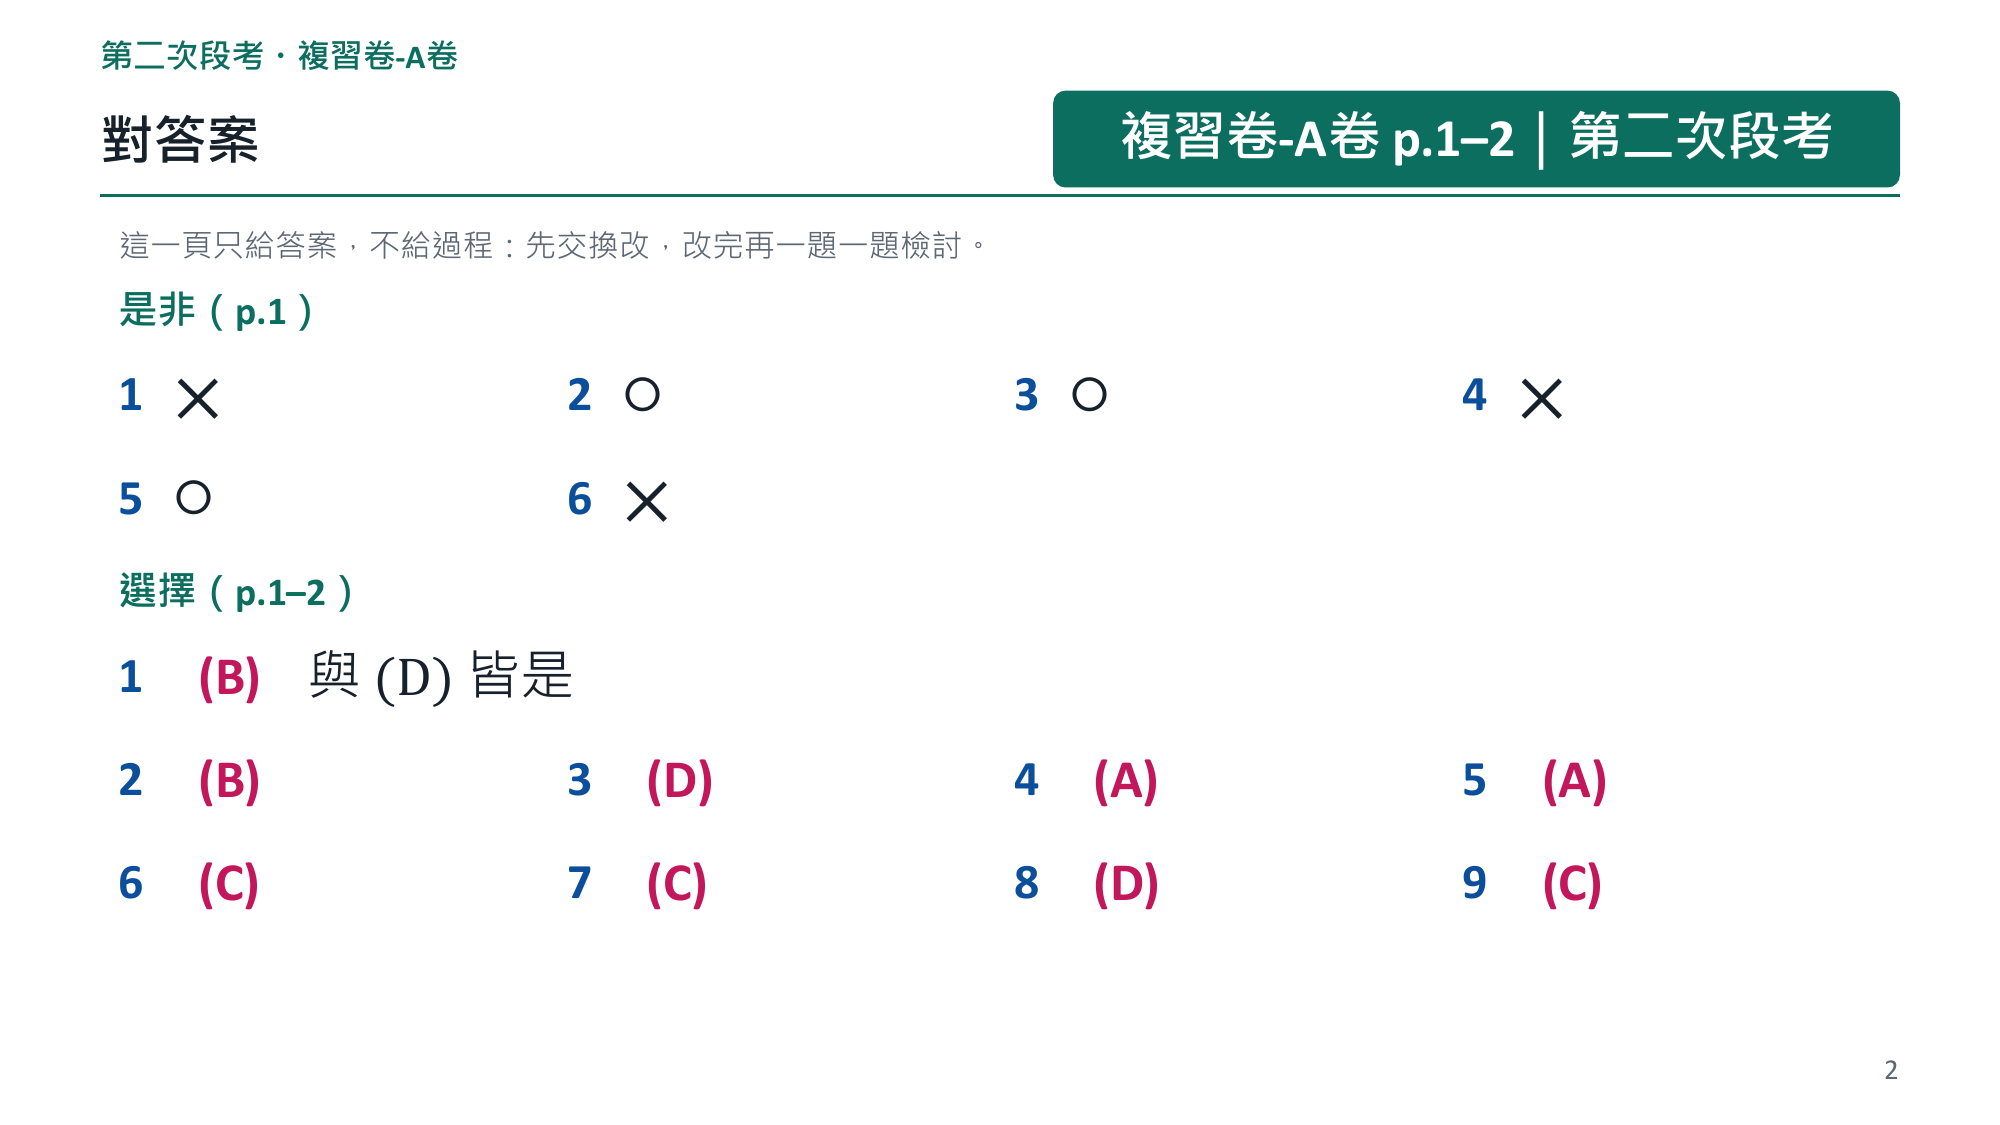 第二次段考・複習卷-A卷
對答案
複習卷-A卷 p.1–2｜第二次段考
這一頁只給答案，不給過程：先交換改，改完再一題一題檢討。
是非（p.1）
1 × 2 ○ 3 ○ 4 ×
5 ○ 6 ×
選擇（p.1–2）
1 (B) 與 (D) 皆是
2 (B) 3 (D) 4 (A) 5 (A)
6 (C) 7 (C) 8 (D) 9 (C)
2